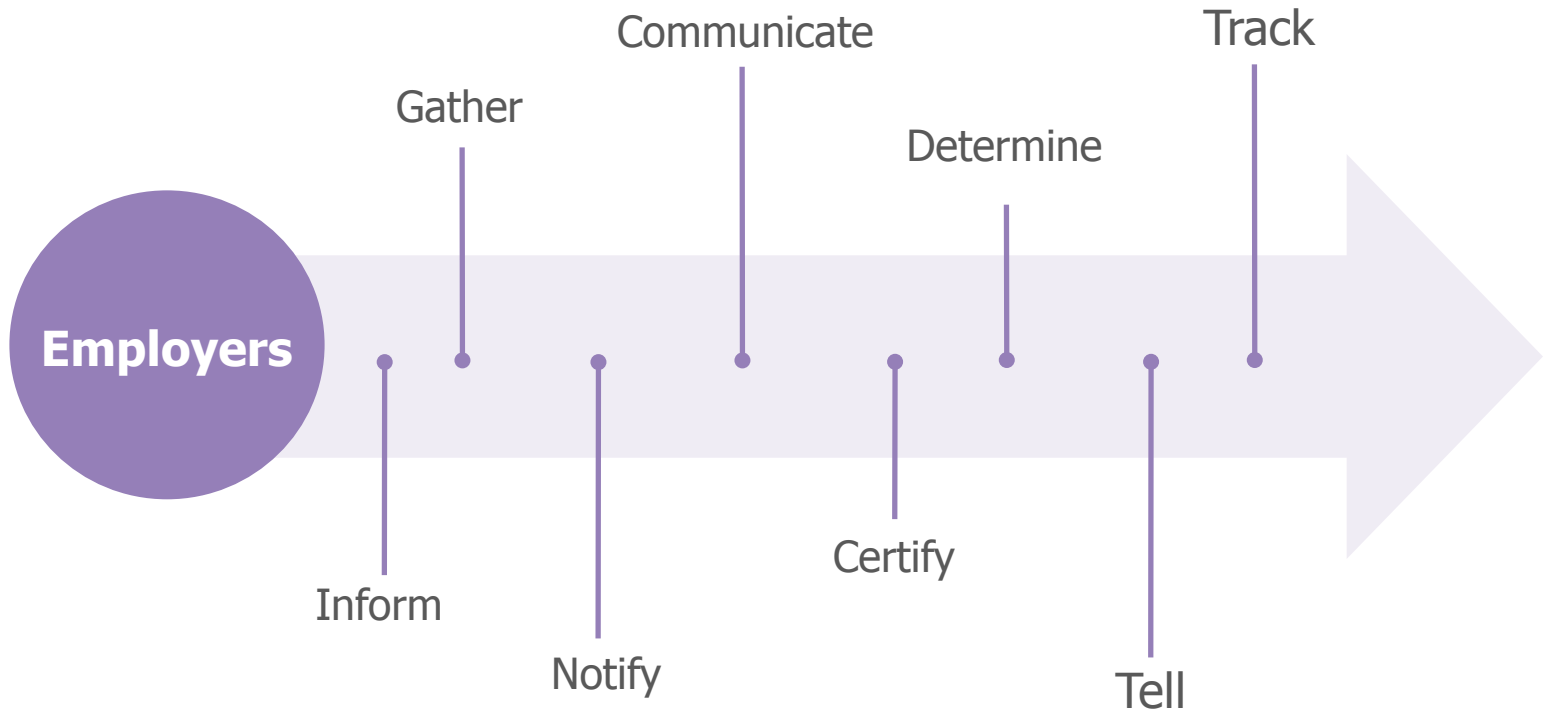 Employers
Inform
Gather
Notify
Communicate
Certify
Determine
Tell
Track